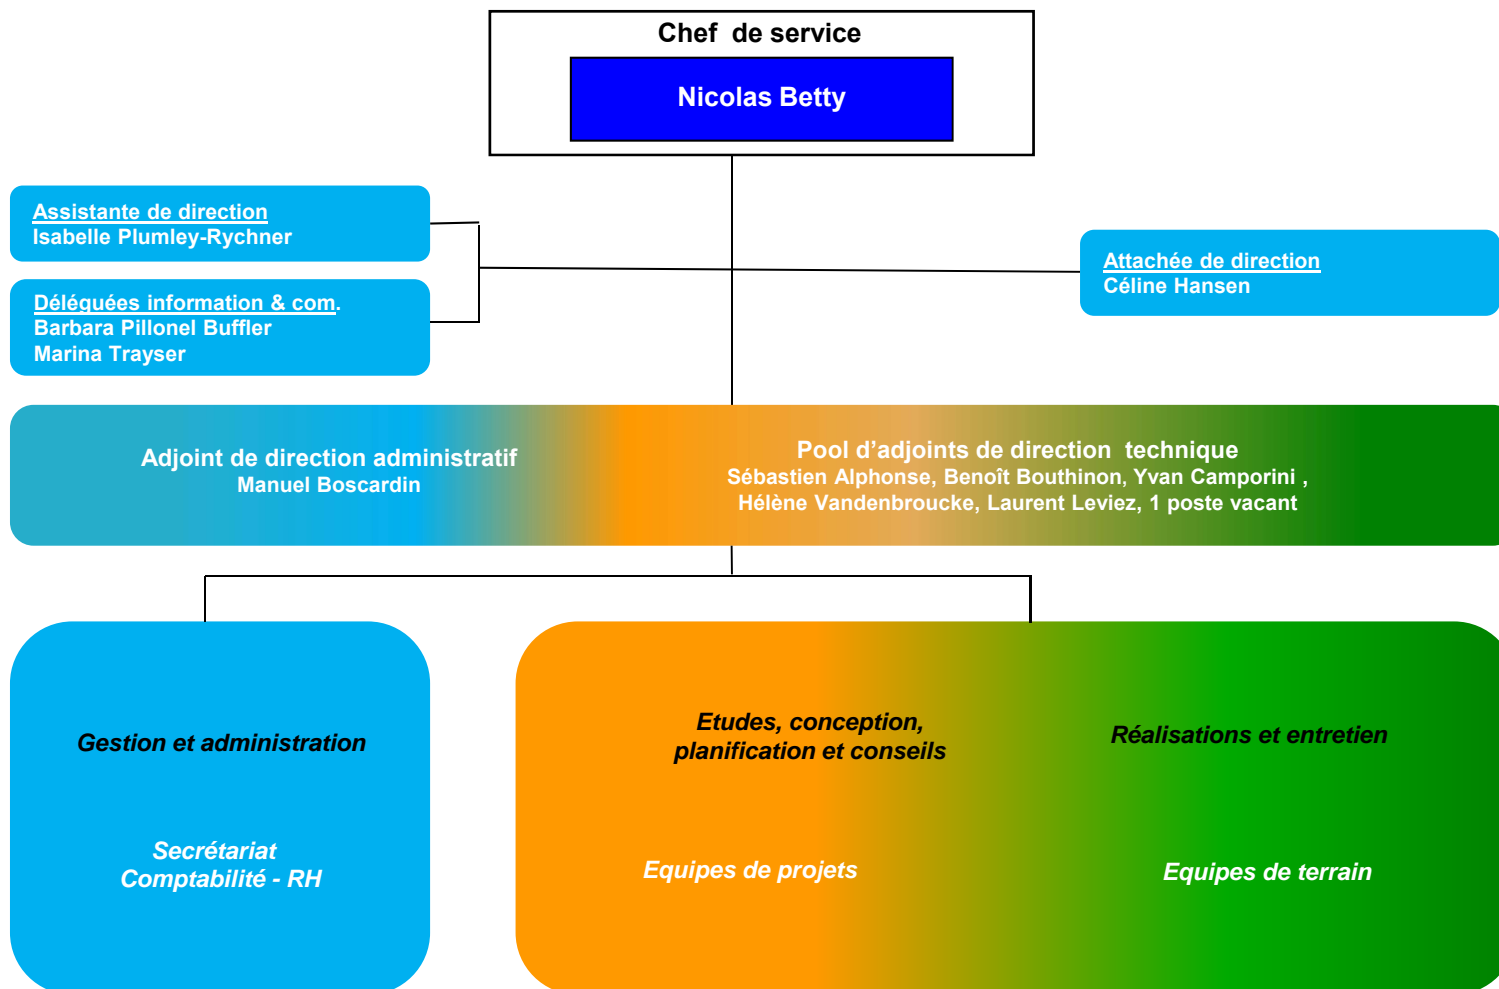 Chef de service
Nicolas Betty
Assistante de direction
Isabelle Plumley-Rychner
Déléguées information & com.
Barbara Pillonel Buffler
Marina Trayser
Attachée de direction
Céline Hansen
Adjoint de direction administratif
Manuel Boscardin
Pool d'adjoints de direction technique
Sébastien Alphonse, Benoît Bouthinon, Yvan Camporini ,
Hélène Vandenbroucke, Laurent Leviez, 1 poste vacant
Gestion et administration
Secrétariat
Comptabilité - RH
Etudes, conception,
planification et conseils
Equipes de projets
Réalisations et entretien
Equipes de terrain